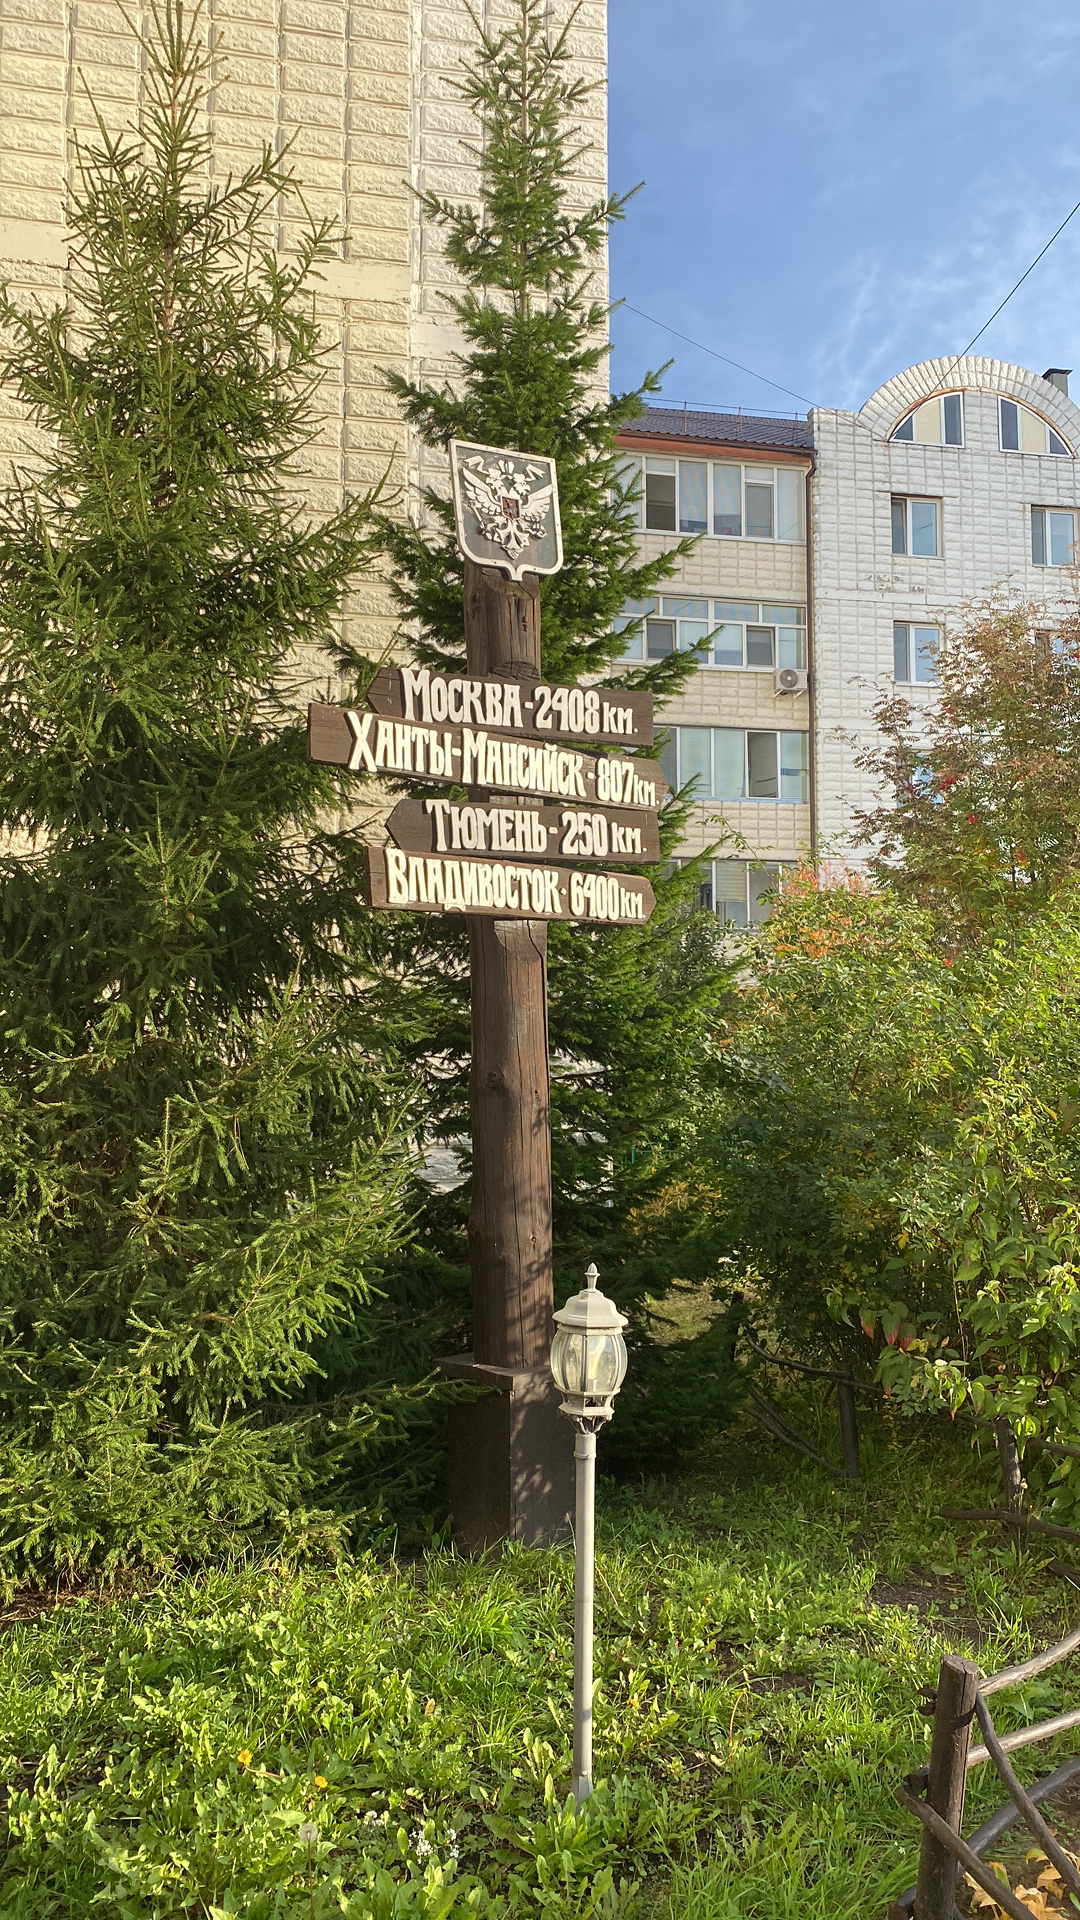 Москва-2408 км.
Ханты-Мансийск-807км.
Тюмень-250 км.
Владивосток-6400км.